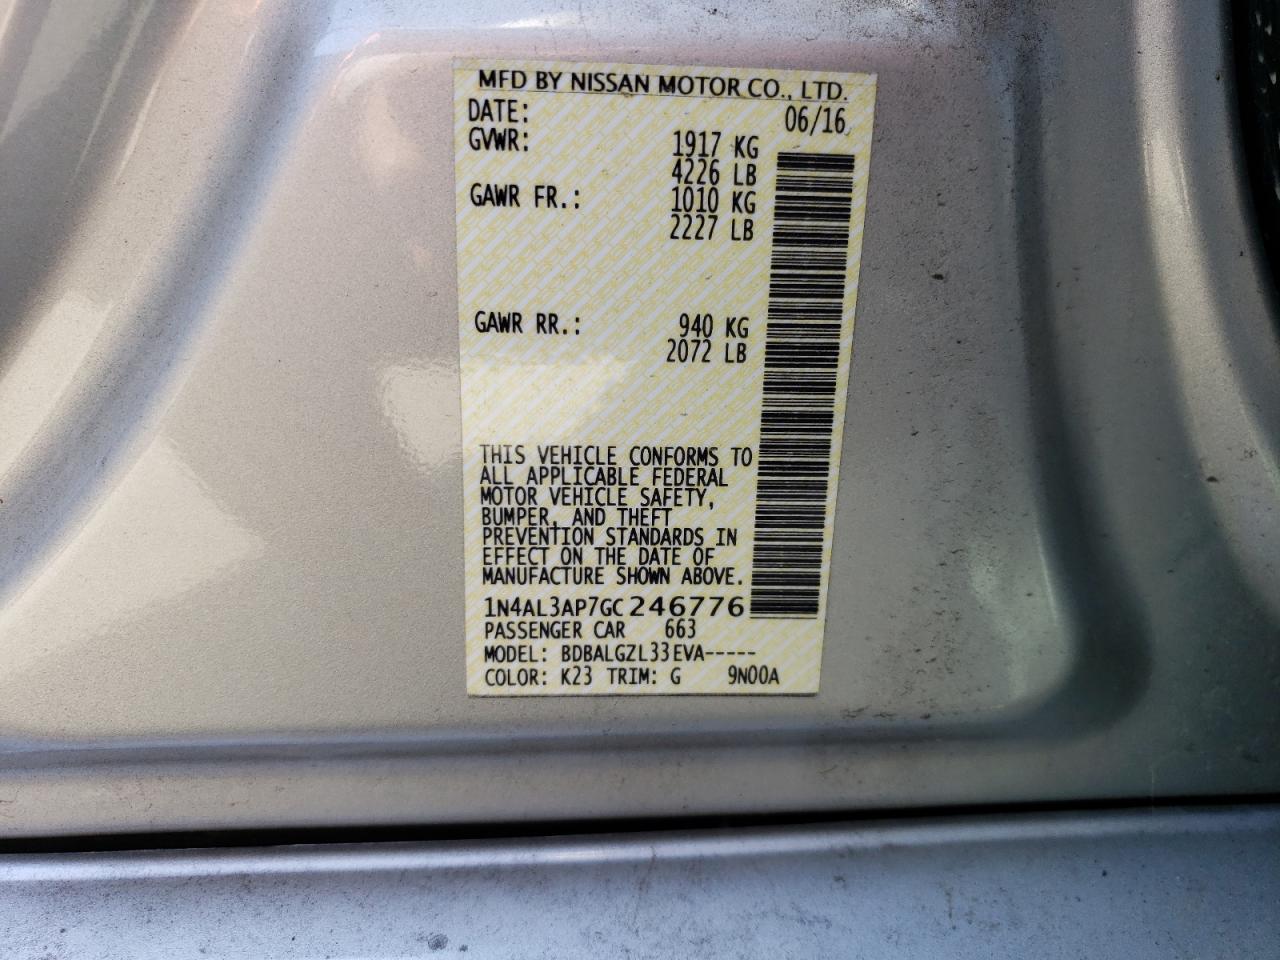 MFD BY NISSAN MOTOR CO., LTD.
DATE: 06/16
GVWR: 1917 KG
4226 LB
GAWR FR.: 1010 KG
2227 LB
GAWR RR.: 940 KG
2072 LB
THIS VEHICLE CONFORMS TO
ALL APPLICABLE FEDERAL
MOTOR VEHICLE SAFETY,
BUMPER, AND THEFT
PREVENTION STANDARDS IN
EFFECT ON THE DATE OF
MANUFACTURE SHOWN ABOVE.
1N4AL3AP7GC246776
PASSENGER CAR 663
MODEL: BDBALGZL33EVA-----
COLOR: K23 TRIM: G 9N00A